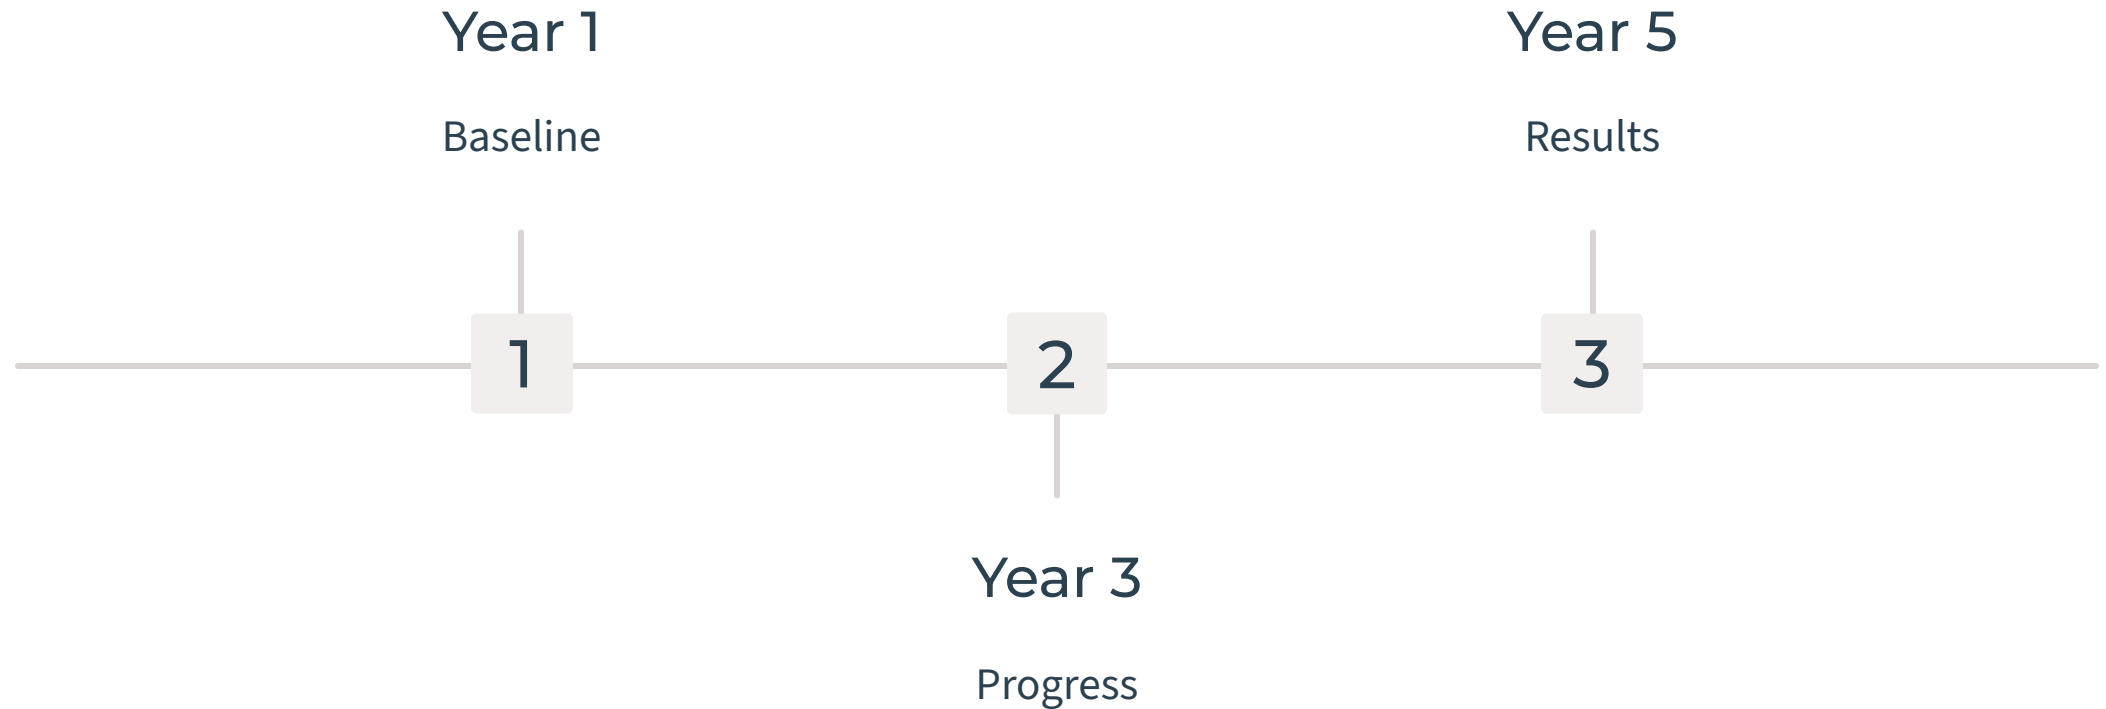 Year 1
Baseline
Year 5
Results
1
2
3
Year 3
Progress